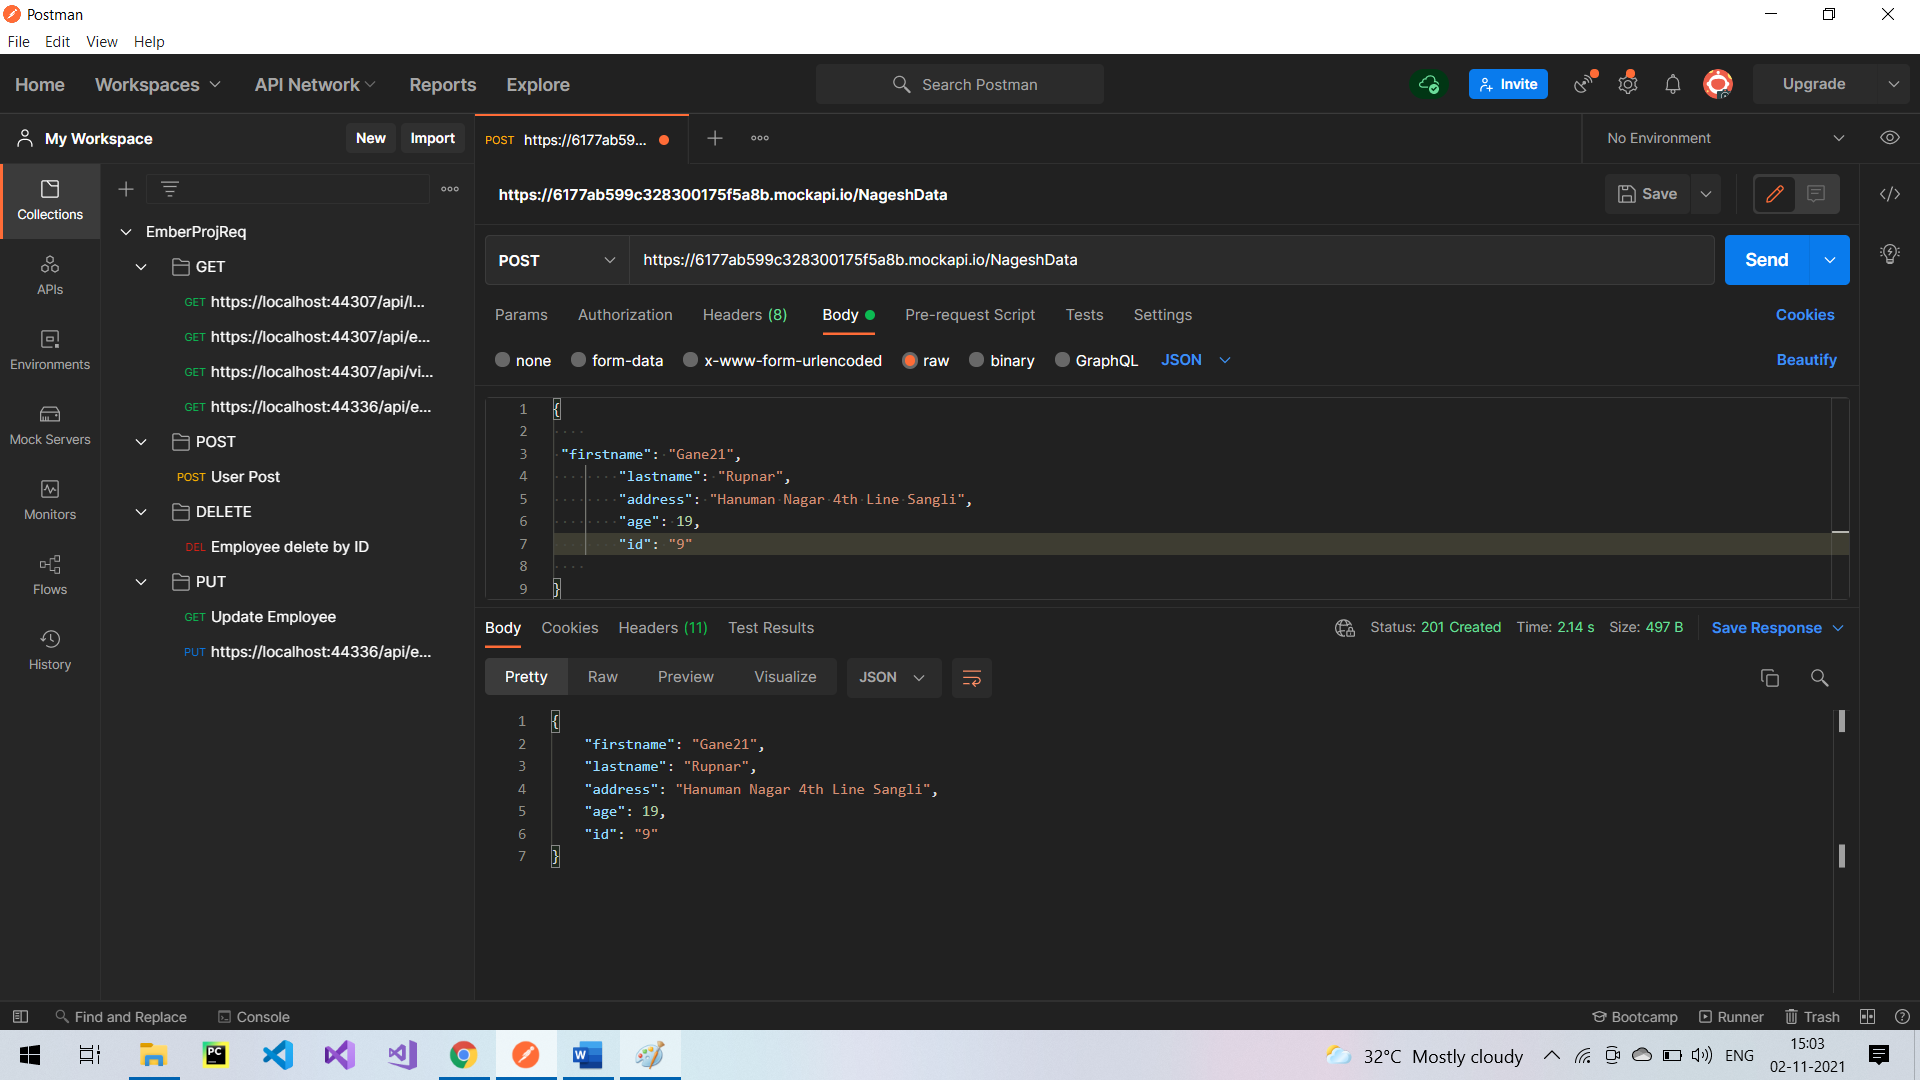 Postman
File Edit View Help
Home Workspaces API Network Reports Explore Search Postman Invite Upgrade
My Workspace New Import POST https://6177ab59... No Environment
https://6177ab599c328300175f5a8b.mockapi.io/NageshData Save
POST https://6177ab599c328300175f5a8b.mockapi.io/NageshData Send
Params Authorization Headers (8) Body Pre-request Script Tests Settings Cookies
none form-data x-www-form-urlencoded raw binary GraphQL JSON Beautify
Collections
APIs
Environments
Mock Servers
Monitors
Flows
History
EmberProjReq
GET
GET https://localhost:44307/api/l...
GET https://localhost:44307/api/e...
GET https://localhost:44307/api/vi...
GET https://localhost:44336/api/e...
POST
POST User Post
DELETE
DEL Employee delete by ID
PUT
GET Update Employee
PUT https://localhost:44336/api/e...
1 {
2
3 "firstname": "Gane21",
4 "lastname": "Rupnar",
5 "address": "Hanuman Nagar 4th Line Sangli",
6 "age": 19,
7 "id": "9"
8
9 }
Body Cookies Headers (11) Test Results Status: 201 Created Time: 2.14 s Size: 497 B Save Response
Pretty Raw Preview Visualize JSON
1 {
2 "firstname": "Gane21",
3 "lastname": "Rupnar",
4 "address": "Hanuman Nagar 4th Line Sangli",
5 "age": 19,
6 "id": "9"
7 }
Find and Replace Console Bootcamp Runner Trash
PC W 32°C Mostly cloudy ENG 15:03
02-11-2021